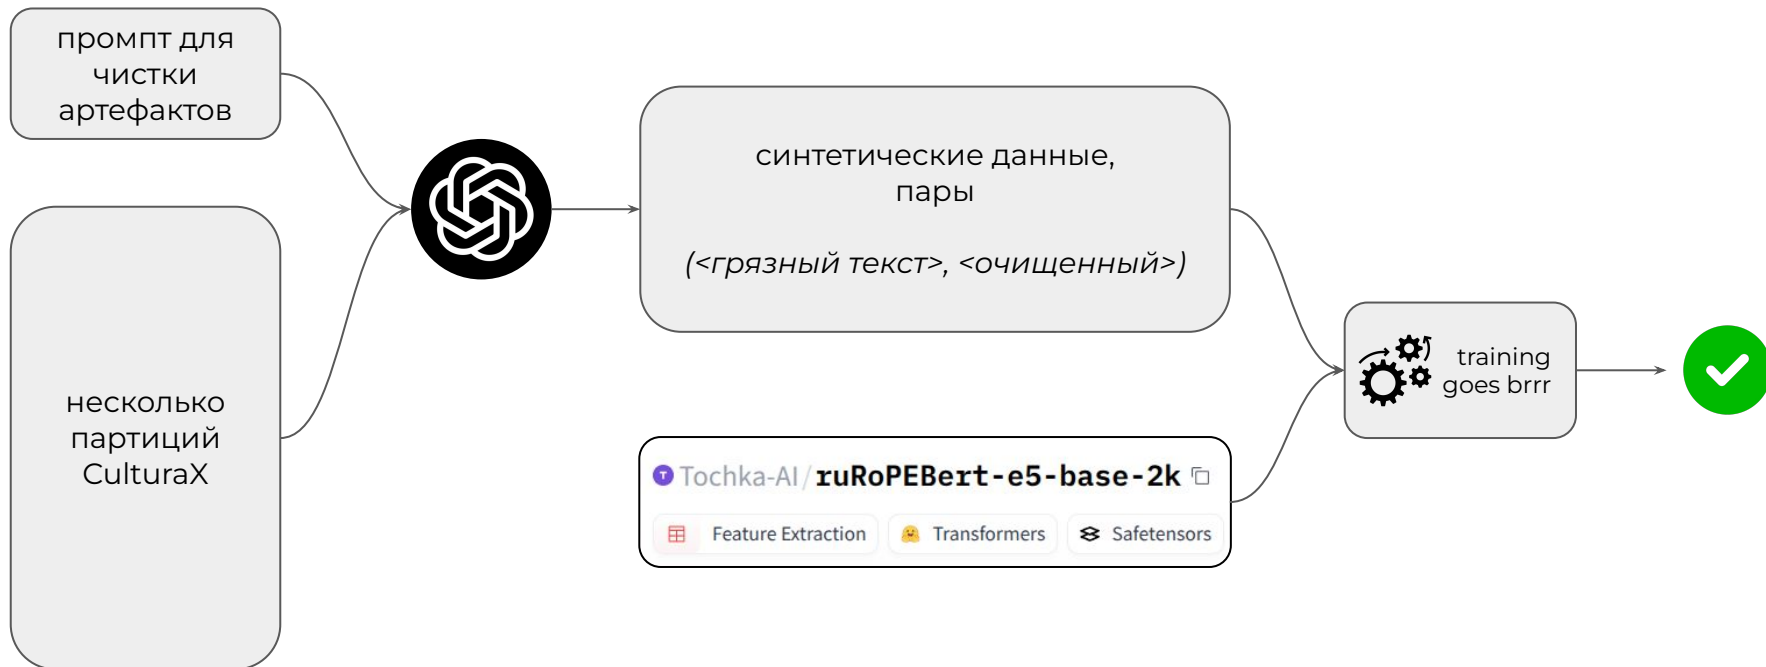 промпт для
чистки
артефактов
несколько
партиций
CulturaX
синтетические данные,
пары
(<грязный текст>, <очищенный>)
T Tochka-AI/ruRoPEBert-e5-base-2k
Feature Extraction Transformers Safetensors
training
goes brrr